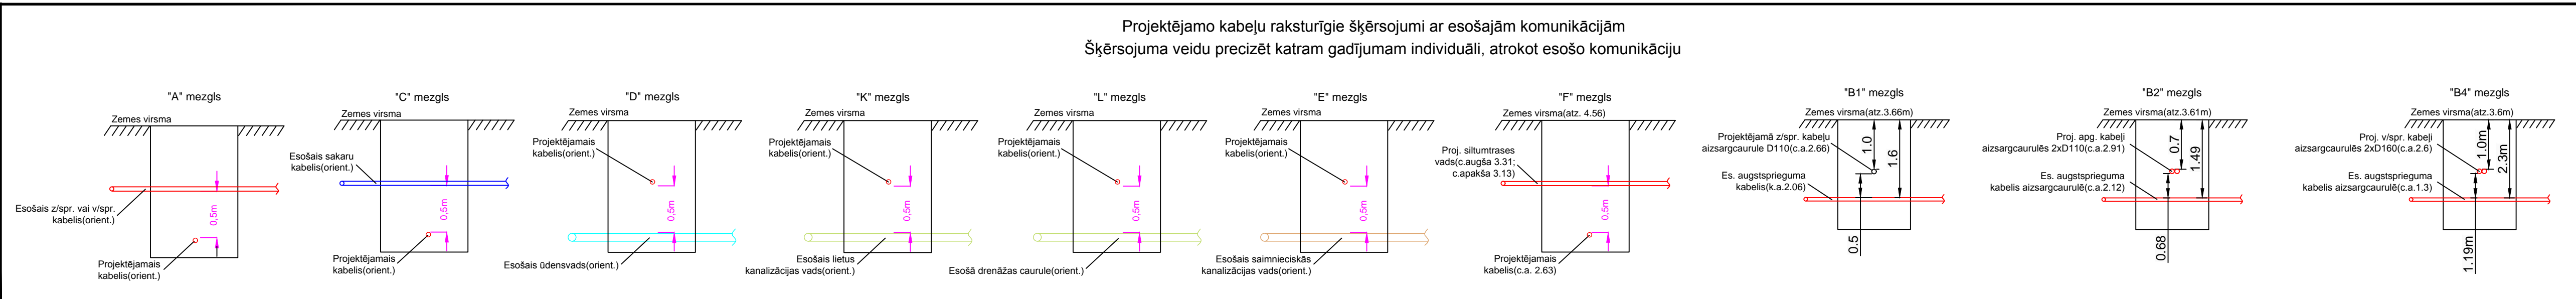 Projektējamo kabeļu raksturīgie šķērsojumi ar esošajām komunikācijām
Šķērsojuma veidu precizēt katram gadījumam individuāli, atrokot esošo komunikāciju
"A" mezgls
Zemes virsma
Esošais z/spr. vai v/spr.
kabelis(orient.)
0,5m
Projektējamais
kabelis(orient.)
"C" mezgls
Zemes virsma
Esošais sakaru
kabelis(orient.)
0,5m
Projektējamais
kabelis(orient.)
"D" mezgls
Zemes virsma
Projektējamais
kabelis(orient.)
0,5m
Esošais ūdensvads(orient.)
"K" mezgls
Zemes virsma
Projektējamais
kabelis(orient.)
0,5m
Esošais lietus
kanalizācijas vads(orient.)
"L" mezgls
Zemes virsma
Projektējamais
kabelis(orient.)
0,5m
Esošā drenāžas caurule(orient.)
"E" mezgls
Zemes virsma
Projektējamais
kabelis(orient.)
0,5m
Esošais saimnieciskās
kanalizācijas vads(orient.)
"F" mezgls
Zemes virsma(atz. 4.56)
Proj. siltumtrases
vads(c.augša 3.31;
c.apakša 3.13)
0,5m
Projektējamais
kabelis(c.a. 2.63)
"B1" mezgls
Zemes virsma(atz.3.66m)
Projektējamā z/spr. kabeļu
aizsargcaurule D110(c.a.2.66)
1.0
1.6
Es. augstsprieguma
kabelis(k.a.2.06)
0.5
"B2" mezgls
Zemes virsma(atz.3.61m)
Proj. apg. kabeļi
aizsargcaurulēs 2xD110(c.a.2.91)
0.7
1.49
Es. augstsprieguma
kabelis aizsargcaurulē(c.a.2.12)
0.68
"B4" mezgls
Zemes virsma(atz.3.6m)
Proj. v/spr. kabeļi
aizsargcaurulēs 2xD160(c.a.2.6)
1.0m
2.3m
Es. augstsprieguma
kabelis aizsargcaurulē(c.a.1.3)
1.19m